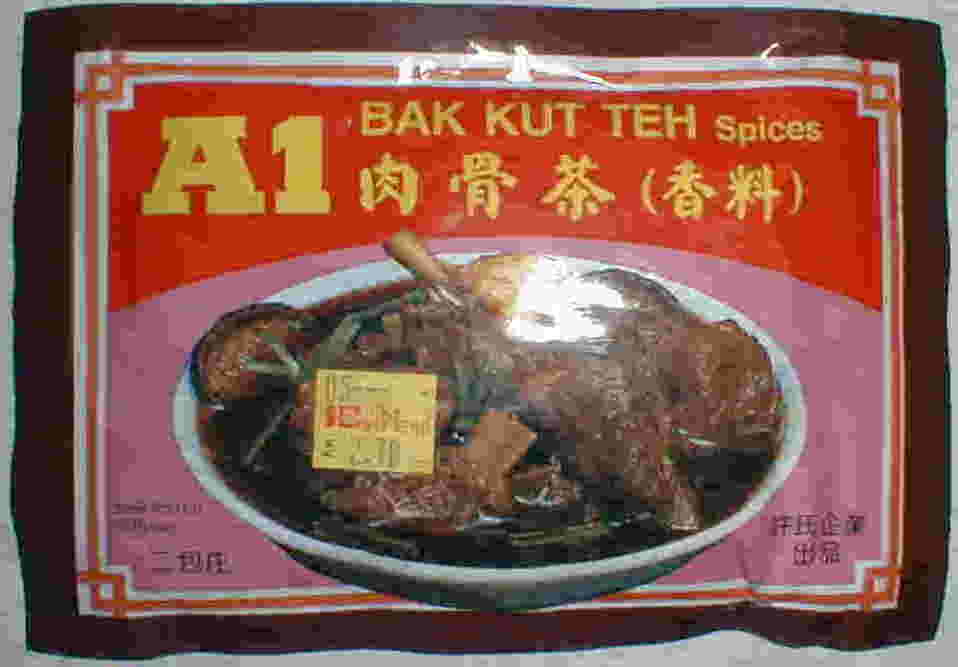 A1
BAK KUT TEH Spices
肉骨茶(香料)
二包庄
許氏企業
出品